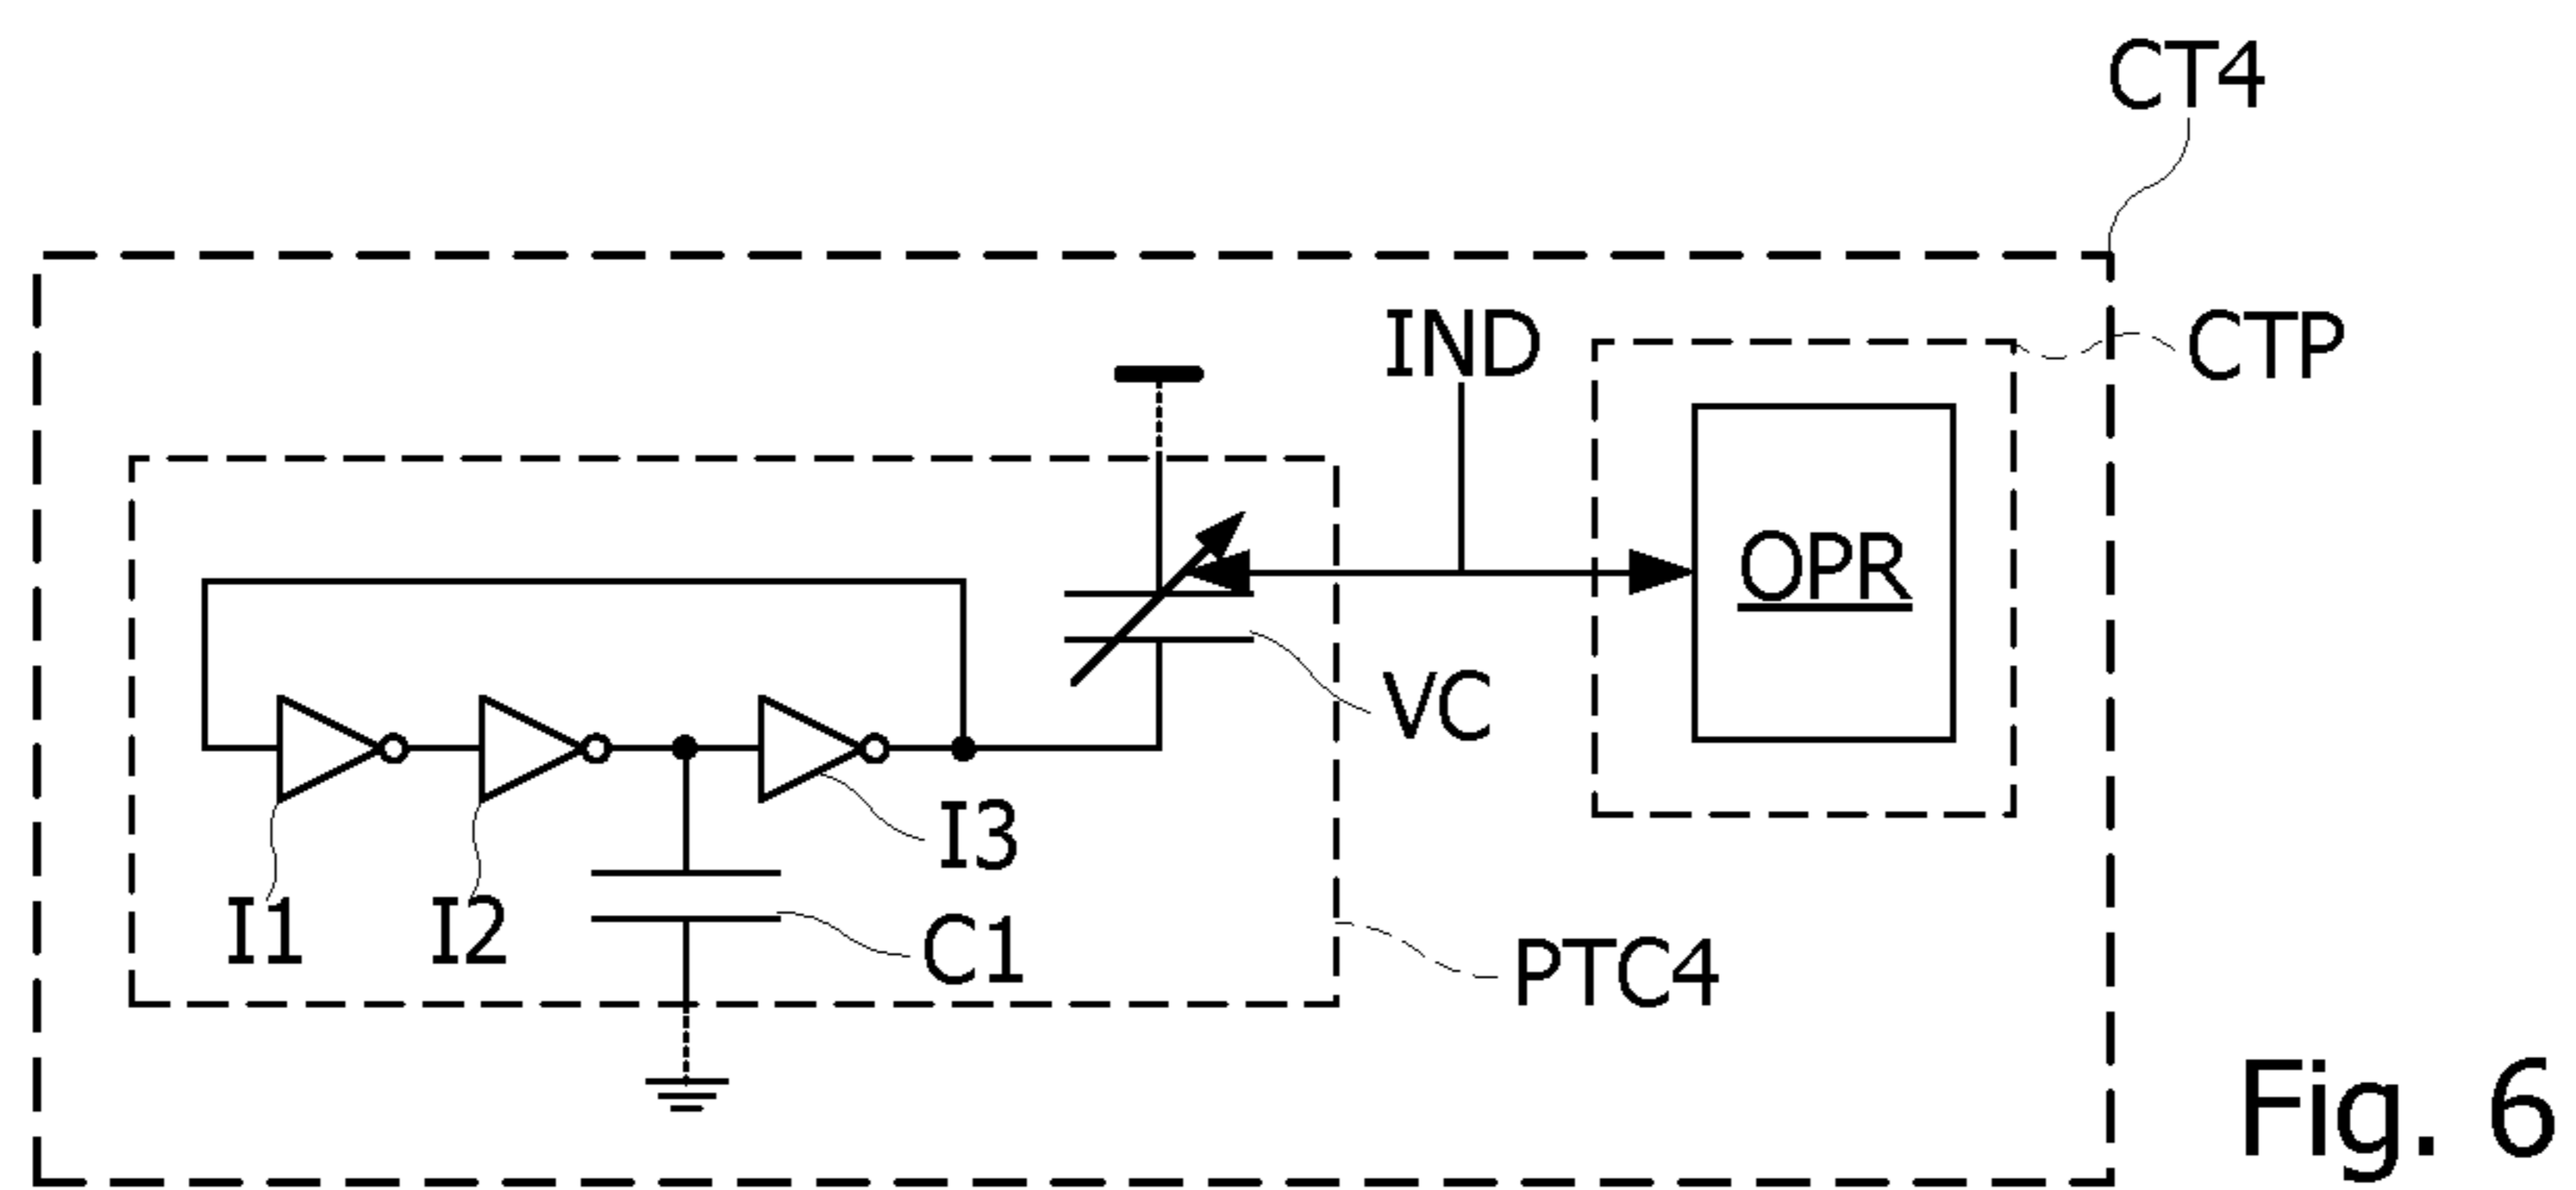 CT4
IND
CTP
OPR
VC
I3
I1
I2
C1
PTC4
Fig. 6